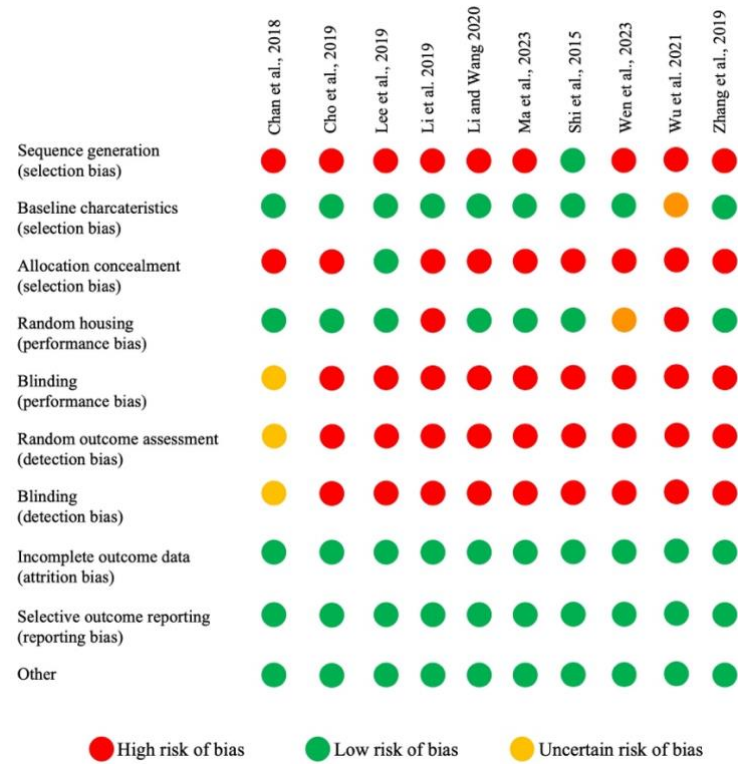 Chan et al., 2018
Cho et al., 2019
Lee et al., 2019
Li et al. 2019
Li and Wang 2020
Ma et al., 2023
Shi et al., 2015
Wen et al., 2023
Wu et al. 2021
Zhang et al., 2019
Sequence generation
(selection bias)
Baseline charcateristics
(selection bias)
Allocation concealment
(selection bias)
Random housing
(performance bias)
Blinding
(performance bias)
Random outcome assessment
(detection bias)
Blinding
(detection bias)
Incomplete outcome data
(attrition bias)
Selective outcome reporting
(reporting bias)
Other
High risk of bias
Low risk of bias
Uncertain risk of bias